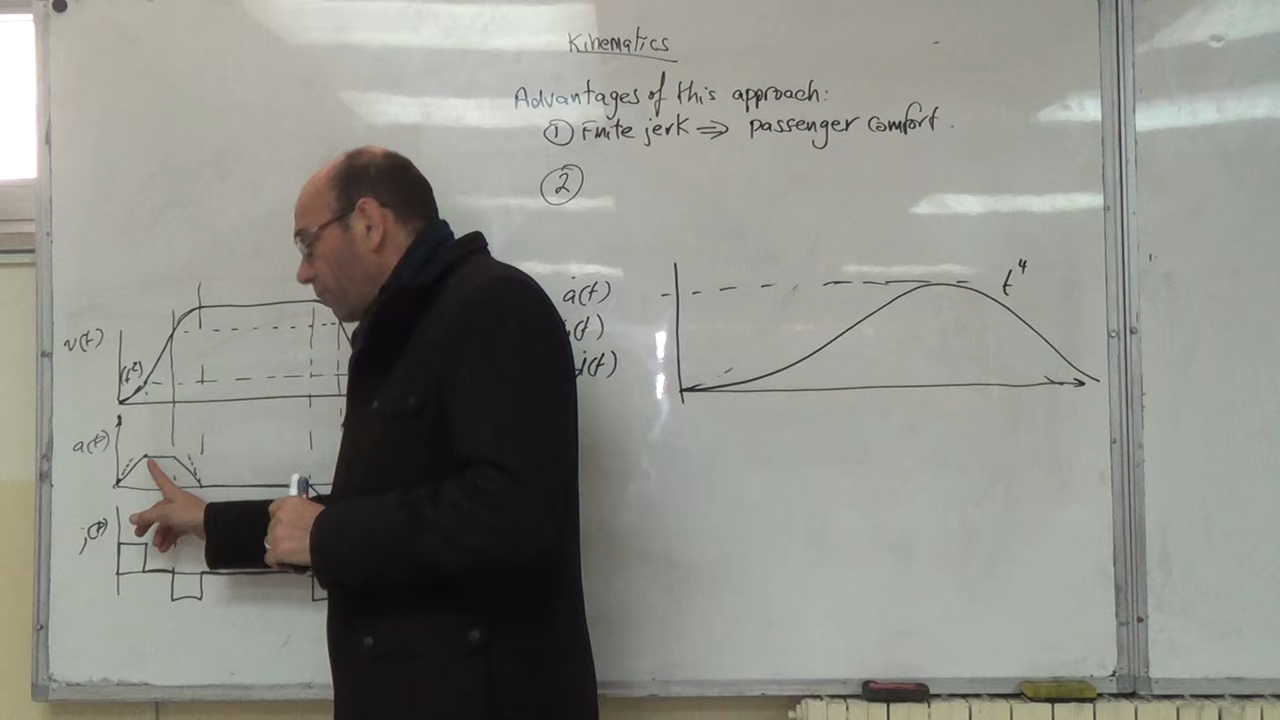 Kinematics
Advantages of this approach:
① Finite jerk ⇒ passenger comfort.
②
t⁴
v(t)
(t²)
a(t)
j(t)
a(t)
(t)
j(t)